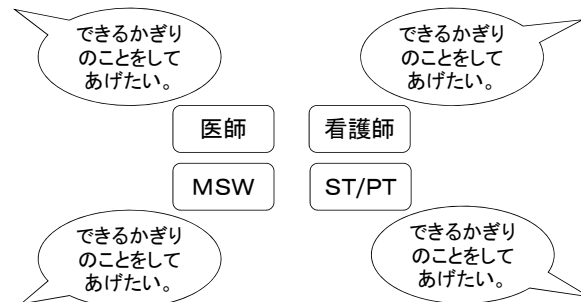 できるかぎり
のことをして
あげたい。
できるかぎり
のことをして
あげたい。
医師
看護師
MSW
ST/PT
できるかぎり
のことをして
あげたい。
できるかぎり
のことをして
あげたい。